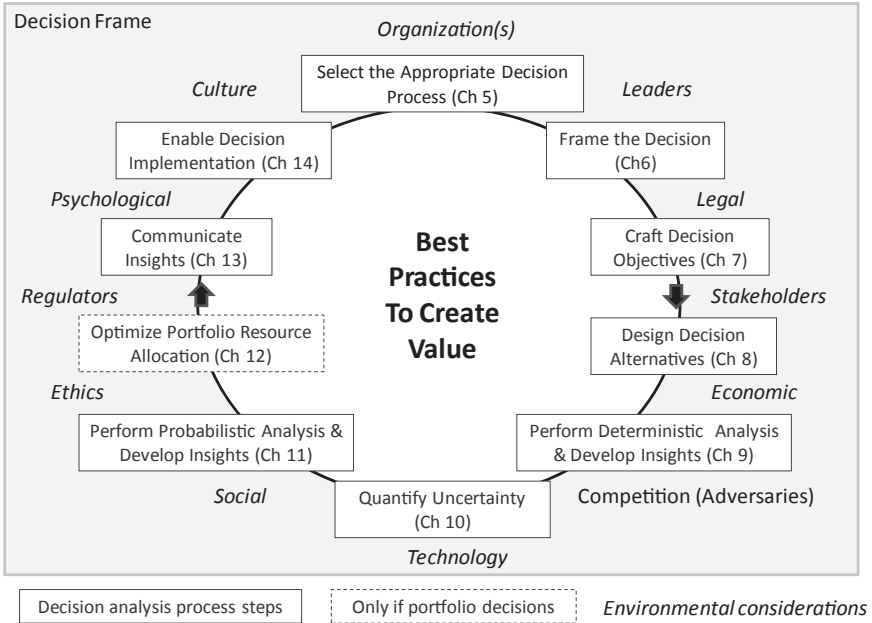 Decision Frame
Organization(s)
Select the Appropriate Decision
Process (Ch 5)
Culture
Leaders
Enable Decision
Implementation (Ch 14)
Frame the Decision
(Ch6)
Psychological
Legal
Communicate
Insights (Ch 13)
Craft Decision
Objectives (Ch 7)
Best
Practices
To Create
Value
Regulators
Stakeholders
Optimize Portfolio Resource
Allocation (Ch 12)
Design Decision
Alternatives (Ch 8)
Ethics
Economic
Perform Probabilistic Analysis &
Develop Insights (Ch 11)
Perform Deterministic Analysis
& Develop Insights (Ch 9)
Social
Quantify Uncertainty
(Ch 10)
Competition (Adversaries)
Technology
Decision analysis process steps
Only if portfolio decisions
Environmental considerations